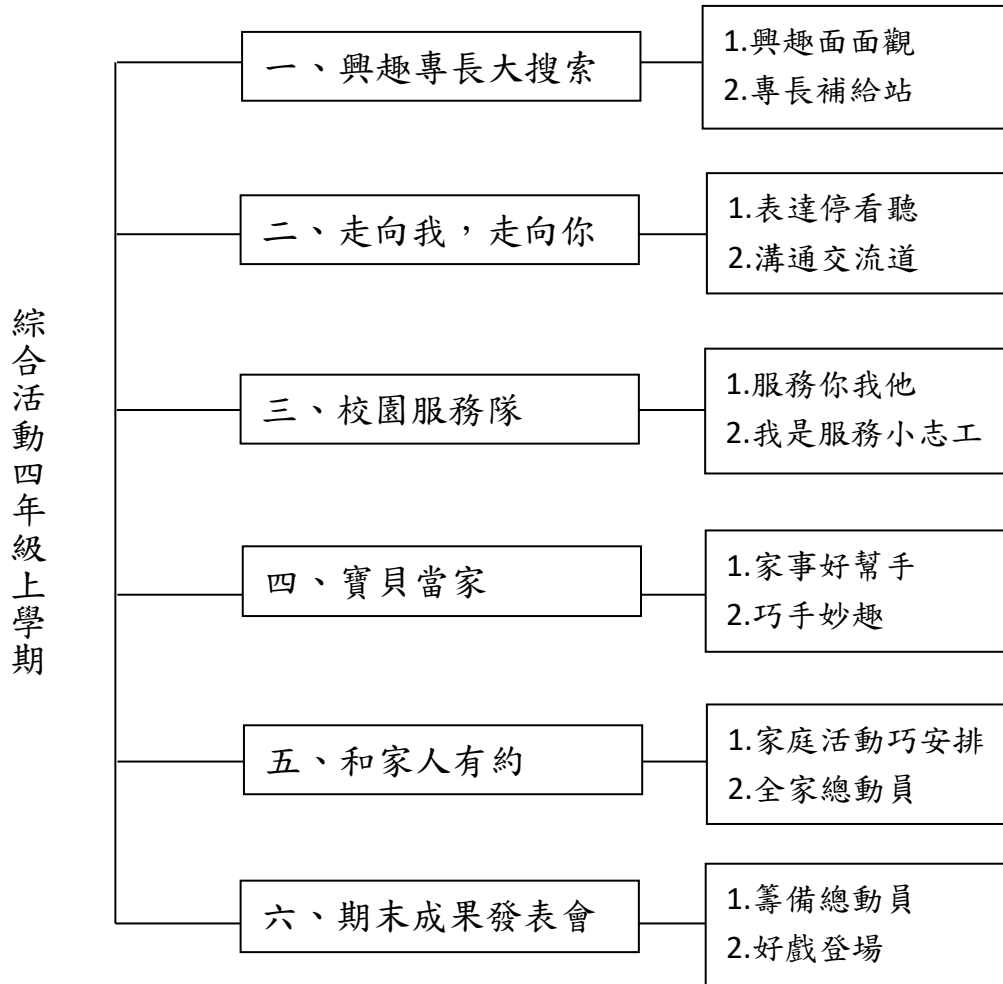 綜合活動四年級上學期
一、興趣專長大搜索
1.興趣面面觀
2.專長補給站
二、走向我，走向你
1.表達停看聽
2.溝通交流道
三、校園服務隊
1.服務你我他
2.我是服務小志工
四、寶貝當家
1.家事好幫手
2.巧手妙趣
五、和家人有約
1.家庭活動巧安排
2.全家總動員
六、期末成果發表會
1.籌備總動員
2.好戲登場